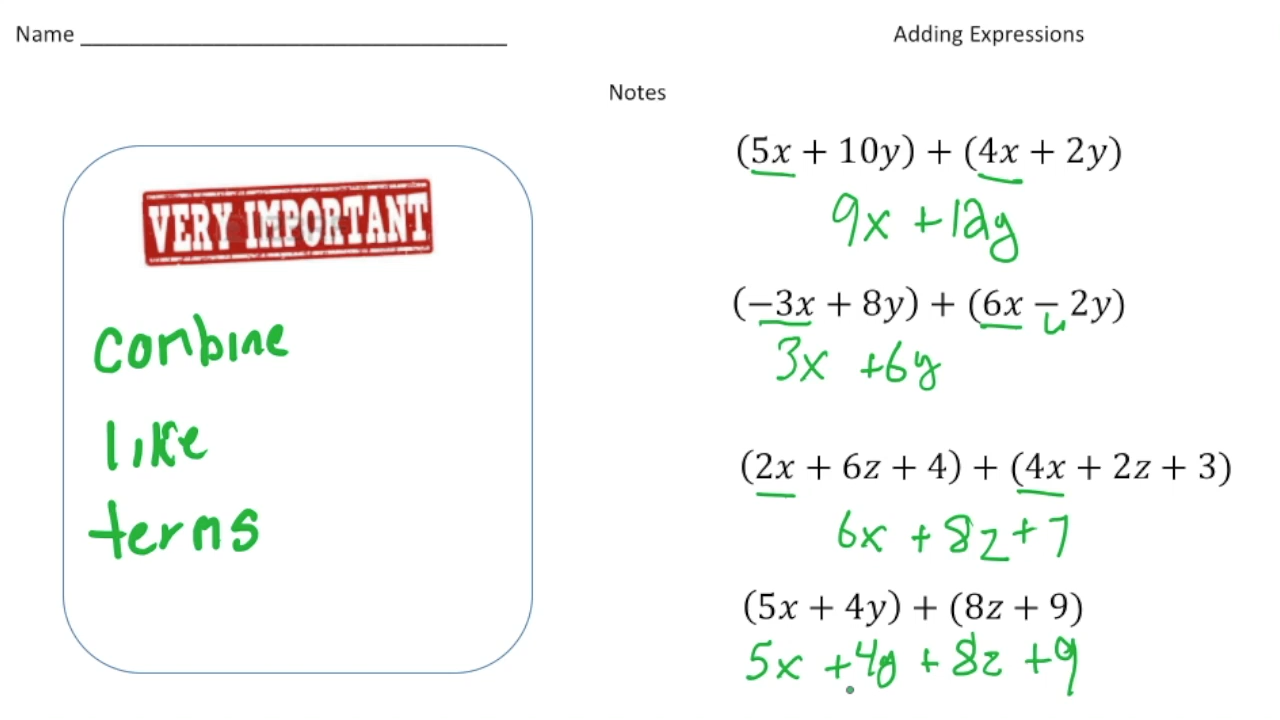 Name ________________________________ Adding Expressions
Notes
VERY IMPORTANT
combine
like
terms
(5x + 10y) + (4x + 2y)
9x + 12y
(−3x + 8y) + (6x − 2y)
3x +6y
(2x + 6z + 4) + (4x + 2z + 3)
6x + 8z + 7
(5x + 4y) + (8z + 9)
5x + 4y + 8z + 9